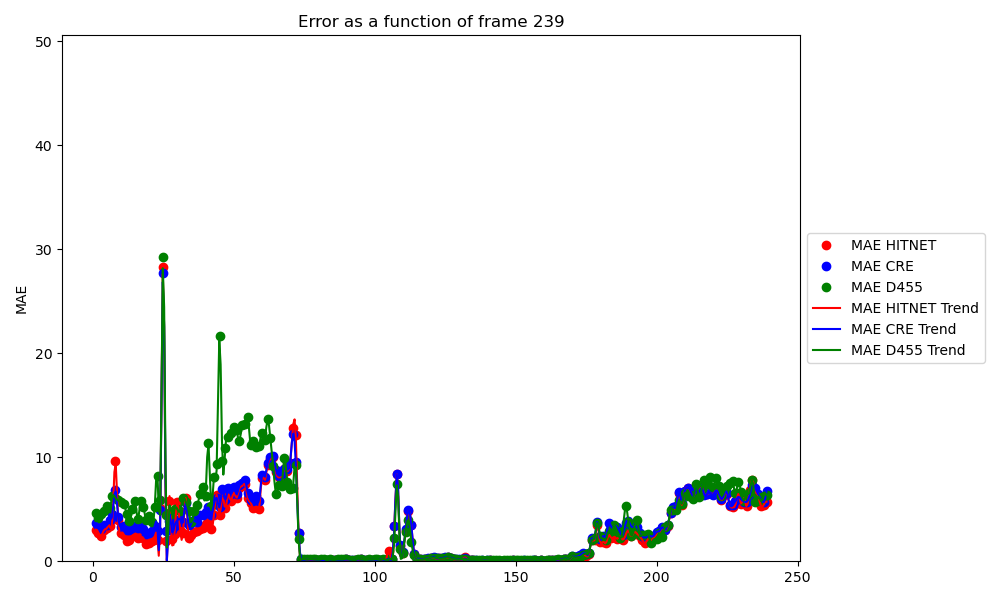 Error as a function of frame 239
MAE
50
40
30
20
10
0
0
50
100
150
200
250
MAE HITNET
MAE CRE
MAE D455
MAE HITNET Trend
MAE CRE Trend
MAE D455 Trend